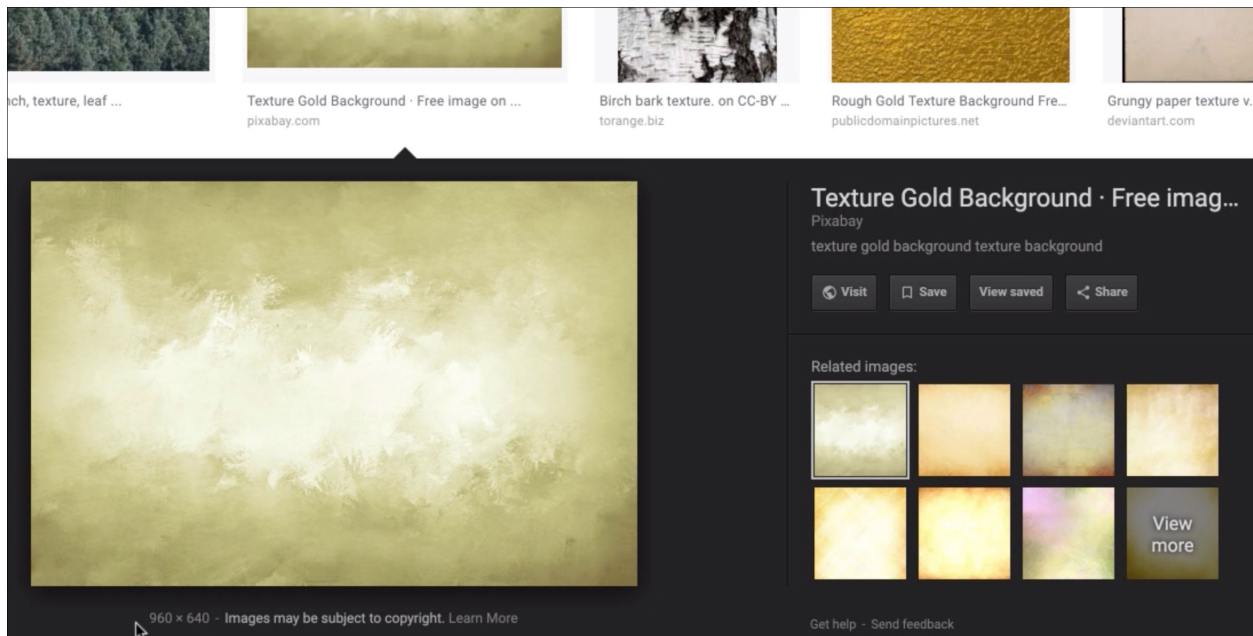 nch, texture, leaf ...
Texture Gold Background · Free image on ...
pixabay.com
Birch bark texture. on CC-BY ...
torange.biz
Rough Gold Texture Background Fre...
publicdomainpictures.net
Grungy paper texture v.
deviantart.com
Texture Gold Background · Free imag...
Pixabay
texture gold background texture background
Visit
Save
View saved
Share
Related images:
View
more
960 × 640 - Images may be subject to copyright. Learn More
Get help - Send feedback